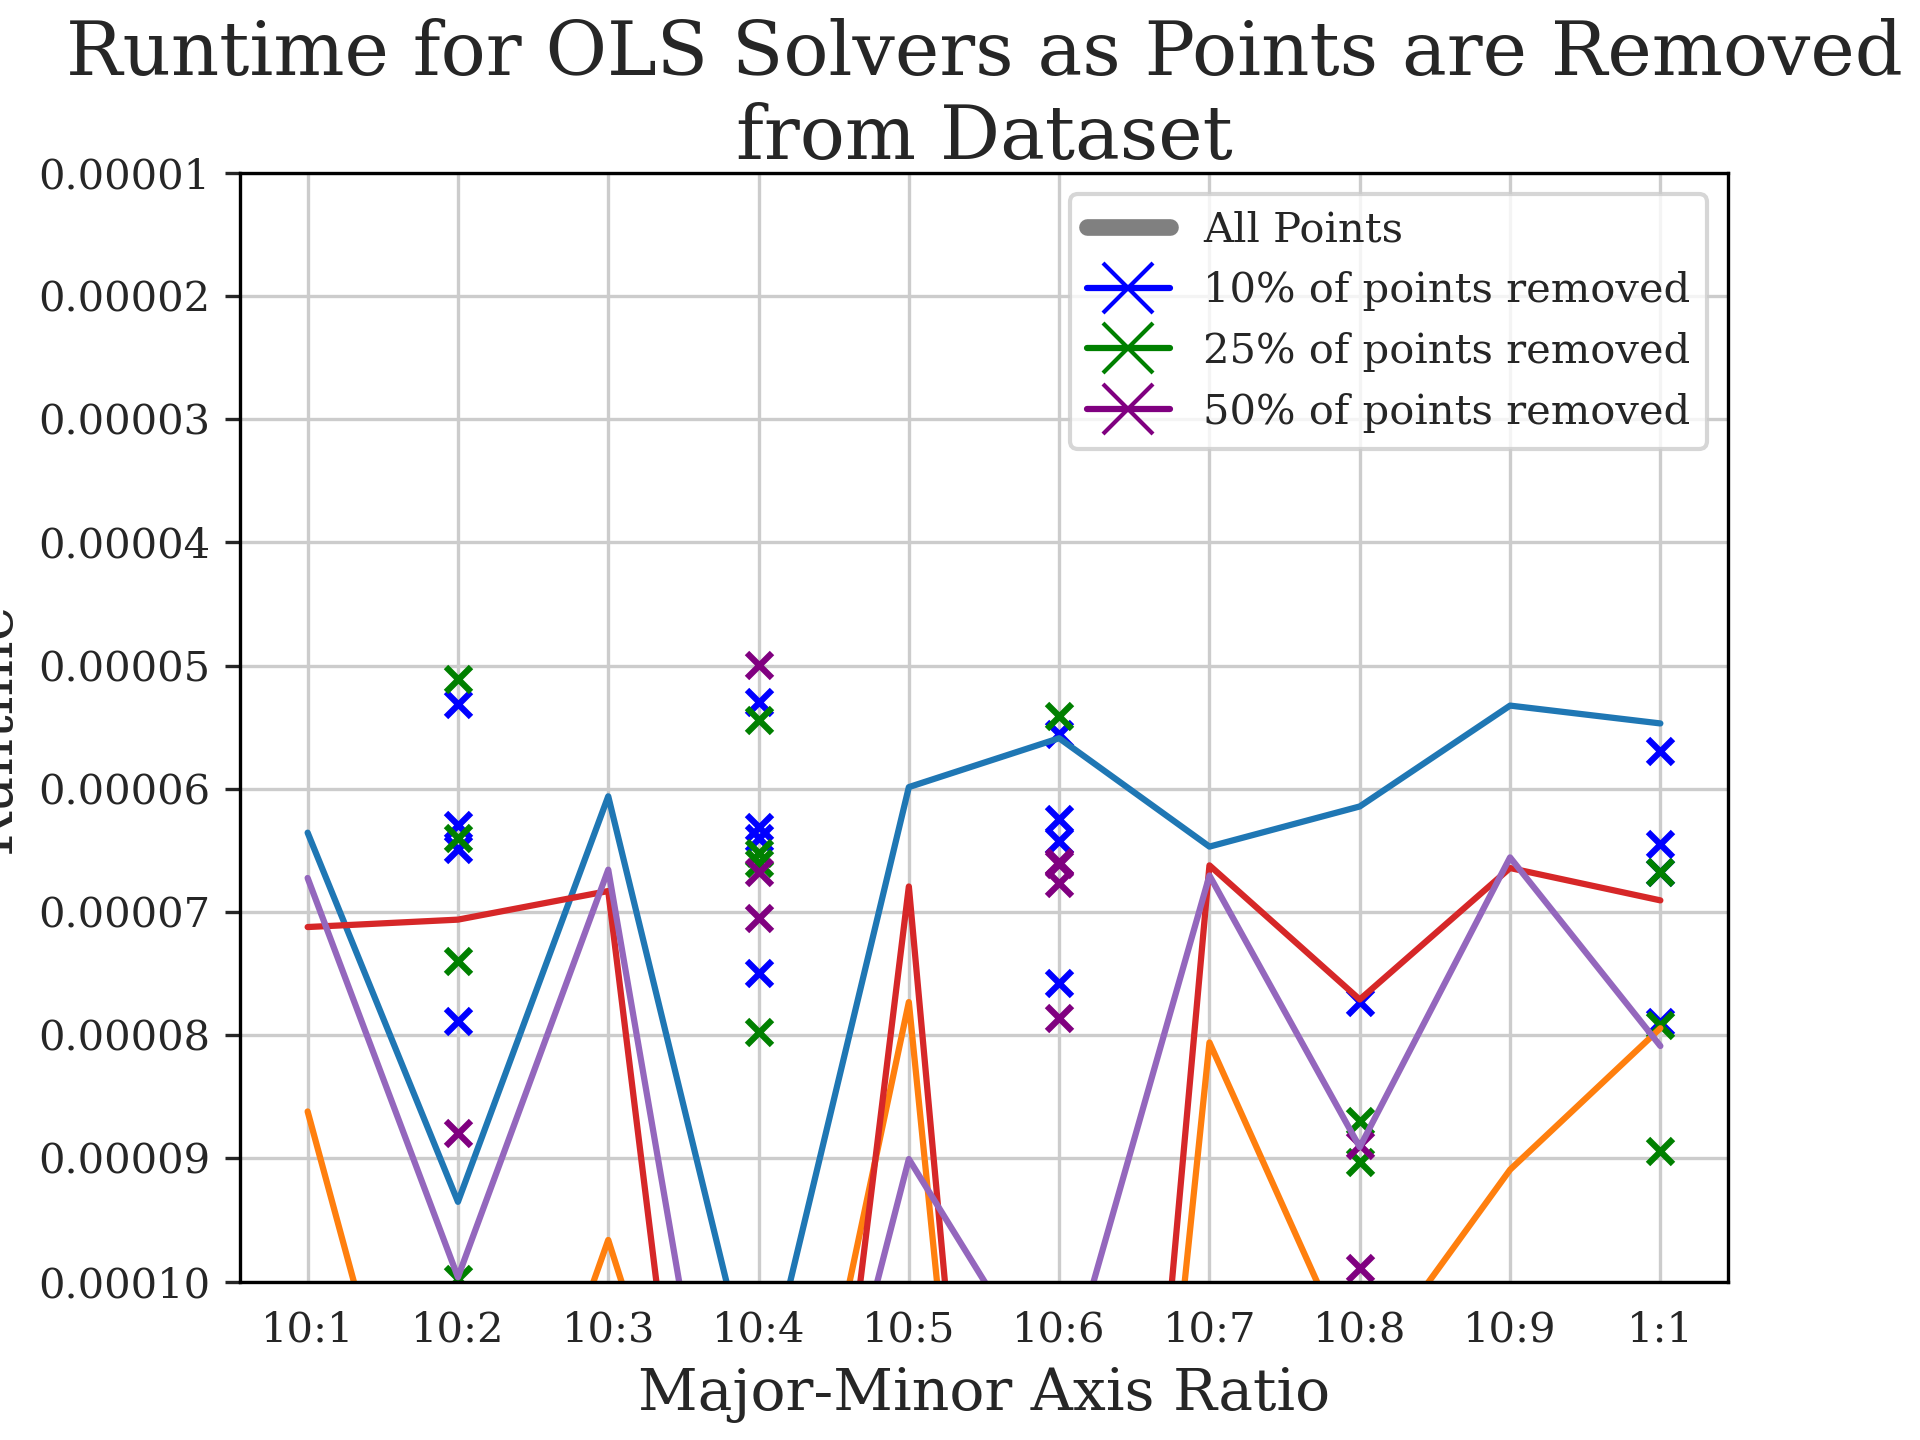 Runtime for OLS Solvers as Points are Removed
from Dataset
0.00001
0.00002
0.00003
0.00004
0.00005
0.00006
0.00007
0.00008
0.00009
0.00010
Runtime
All Points
10% of points removed
25% of points removed
50% of points removed
10:1 10:2 10:3 10:4 10:5 10:6 10:7 10:8 10:9 1:1
Major-Minor Axis Ratio